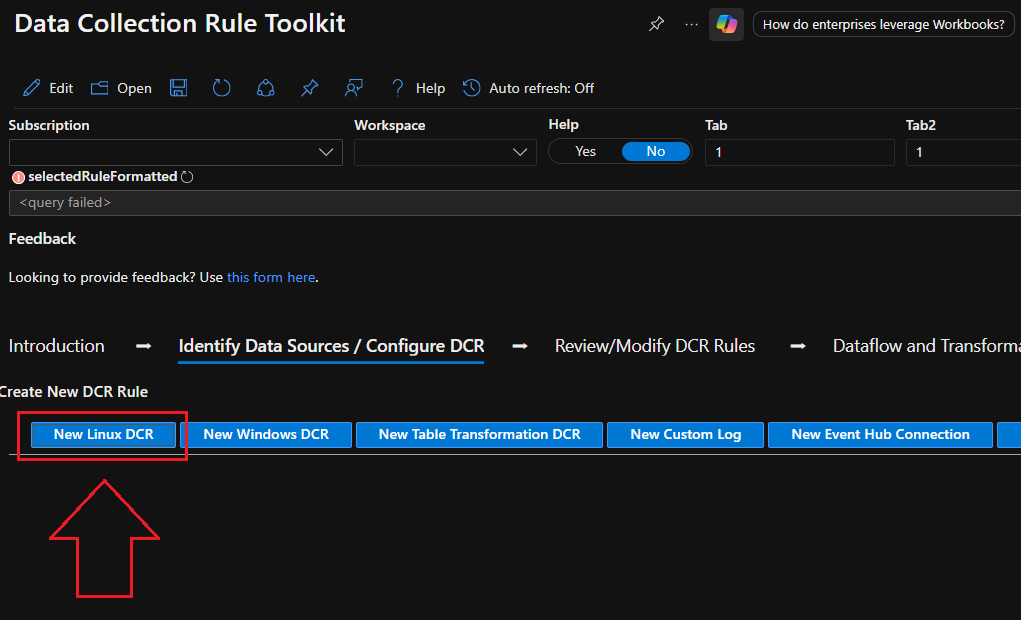 Data Collection Rule Toolkit
How do enterprises leverage Workbooks?
Edit Open Help Auto refresh: Off
Subscription Workspace Help Tab Tab2
Yes No 1 1
selectedRuleFormatted
<query failed>
Feedback
Looking to provide feedback? Use this form here.
Introduction → Identify Data Sources / Configure DCR → Review/Modify DCR Rules → Dataflow and Transforma
Create New DCR Rule
New Linux DCR New Windows DCR New Table Transformation DCR New Custom Log New Event Hub Connection